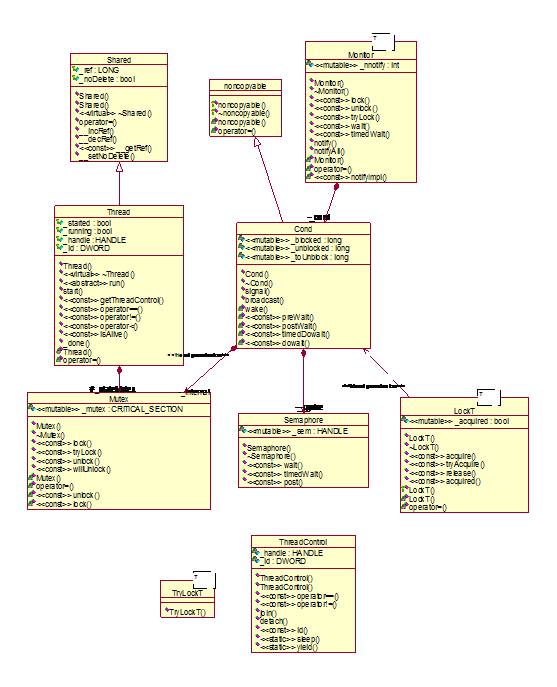 Shared
_ref : LONG
_noDelete : bool
Shared()
Shared()
<<virtual>> ~Shared()
operator=()
__incRef()
__decRef()
<<const>> __getRef()
__setNoDelete()
noncopyable
noncopyable()
~noncopyable()
noncopyable()
operator=()
T
Monitor
<<mutable>> _nnotify : int
Monitor()
~Monitor()
<<const>> lock()
<<const>> unlock()
<<const>> tryLock()
<<const>> wait()
<<const>> timedWait()
notify()
notifyAll()
Monitor()
operator=()
<<const>> notifyImpl()
Thread
_started : bool
_running : bool
_handle : HANDLE
_id : DWORD
Thread()
<<virtual>> ~Thread()
<<abstract>> run()
start()
<<const>> getThreadControl()
<<const>> operator==()
<<const>> operator!=()
<<const>> operator<()
<<const>> isAlive()
_done()
Thread()
operator=()
Cond
<<mutable>> _blocked : long
<<mutable>> _unblocked : long
<<mutable>> _toUnblock : long
Cond()
~Cond()
signal()
broadcast()
wake()
<<const>> preWait()
<<const>> postWait()
<<const>> timedDowait()
<<const>> dowait()
_internal
Mutex
<<mutable>> _mutex : CRITICAL_SECTION
Mutex()
~Mutex()
<<const>> lock()
<<const>> tryLock()
<<const>> unlock()
<<const>> willUnlock()
Mutex()
operator=()
<<const>> unlock()
<<const>> lock()
Semaphore
<<mutable>> _sem : HANDLE
Semaphore()
~Semaphore()
<<const>> wait()
<<const>> timedWait()
<<const>> post()
T
LockT
<<mutable>> _acquired : bool
LockT()
~LockT()
<<const>> acquire()
<<const>> tryAcquire()
<<const>> release()
<<const>> acquired()
LockT()
LockT()
operator=()
ThreadControl
_handle : HANDLE
_id : DWORD
ThreadControl()
ThreadControl()
<<const>> operator==()
<<const>> operator!=()
join()
detach()
<<const>> id()
<<static>> sleep()
<<static>> yield()
T
TryLockT
TryLockT()